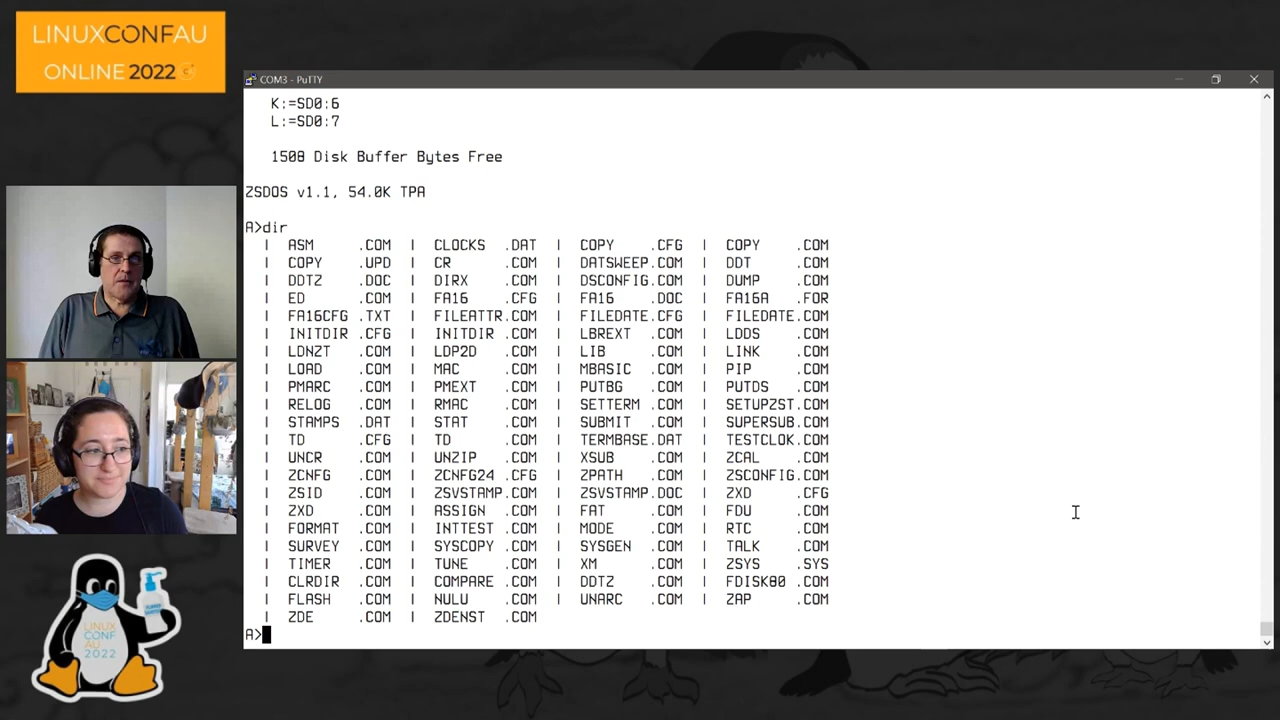 LINUXCONFAU
ONLINE 2022
COM3 - PuTTY
K:=SD0:6
L:=SD0:7
1508 Disk Buffer Bytes Free
ZSDOS v1.1, 54.0K TPA
A>dir
| ASM .COM | CLOCKS .DAT | COPY .CFG | COPY .COM
| COPY .UPD | CR .COM | DATSWEEP.COM | DDT .COM
| DDTZ .DOC | DIRX .COM | DSCONFIG.COM | DUMP .COM
| ED .COM | FA16 .CFG | FA16 .DOC | FA16A .FOR
| FA16CFG .TXT | FILEATTR.COM | FILEDATE.CFG | FILEDATE.COM
| INITDIR .CFG | INITDIR .COM | LBREXT .COM | LDDS .COM
| LDNZT .COM | LDP2D .COM | LIB .COM | LINK .COM
| LOAD .COM | MAC .COM | MBASIC .COM | PIP .COM
| PMARC .COM | PMEXT .COM | PUTBG .COM | PUTDS .COM
| RELOG .COM | RMAC .COM | SETTERM .COM | SETUPZST.COM
| STAMPS .DAT | STAT .COM | SUBMIT .COM | SUPERSUB.COM
| TD .CFG | TD .COM | TERMBASE.DAT | TESTCLOK.COM
| UNCR .COM | UNZIP .COM | XSUB .COM | ZCAL .COM
| ZCNFG .COM | ZCNFG24 .CFG | ZPATH .COM | ZSCONFIG.COM
| ZSID .COM | ZSVSTAMP.COM | ZSVSTAMP.DOC | ZXD .CFG
| ZXD .COM | ASSIGN .COM | FAT .COM | FDU .COM
| FORMAT .COM | INTTEST .COM | MODE .COM | RTC .COM
| SURVEY .COM | SYSCOPY .COM | SYSGEN .COM | TALK .COM
| TIMER .COM | TUNE .COM | XM .COM | ZSYS .SYS
| CLRDIR .COM | COMPARE .COM | DDTZ .COM | FDISK80 .COM
| FLASH .COM | NULU .COM | UNARC .COM | ZAP .COM
| ZDE .COM | ZDENST .COM
A>
LINUX
CONF
AU
2022